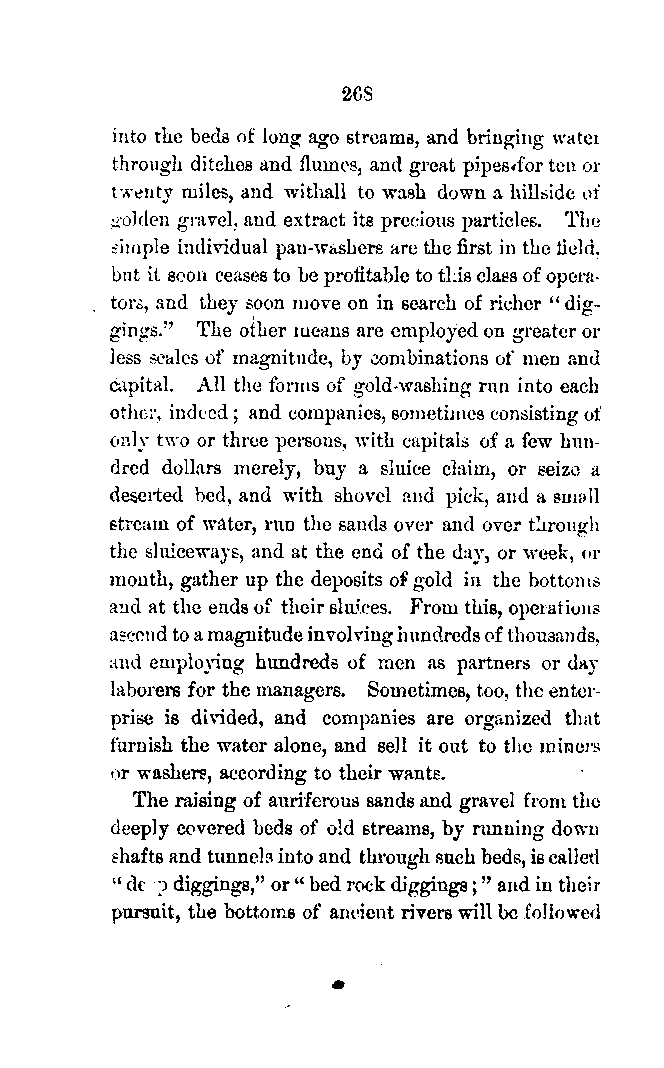 268
into the beds of long ago streams, and bringing water
through ditches and flumes, and great pipes for ten or
twenty miles, and withall to wash down a hillside of
golden gravel, and extract its precious particles. The
simple individual pan-washers are the first in the field,
but it soon ceases to be profitable to this class of opera-
tors, and they soon move on in search of richer "dig-
gings." The other means are employed on greater or
less scales of magnitude, by combinations of men and
capital. All the forms of gold-washing run into each
other, indeed; and companies, sometimes consisting of
only two or three persons, with capitals of a few hun-
dred dollars merely, buy a sluice claim, or seize a
deserted bed, and with shovel and pick, and a small
stream of water, run the sands over and over through
the sluiceways, and at the end of the day, or week, or
month, gather up the deposits of gold in the bottoms
and at the ends of their sluices. From this, operations
ascend to a magnitude involving hundreds of thousands,
and employing hundreds of men as partners or day
laborers for the managers. Sometimes, too, the enter-
prise is divided, and companies are organized that
furnish the water alone, and sell it out to the miners
or washers, according to their wants.
The raising of auriferous sands and gravel from the
deeply covered beds of old streams, by running down
shafts and tunnels into and through such beds, is called
"deep diggings," or "bed rock diggings;" and in their
pursuit, the bottoms of ancient rivers will be followed